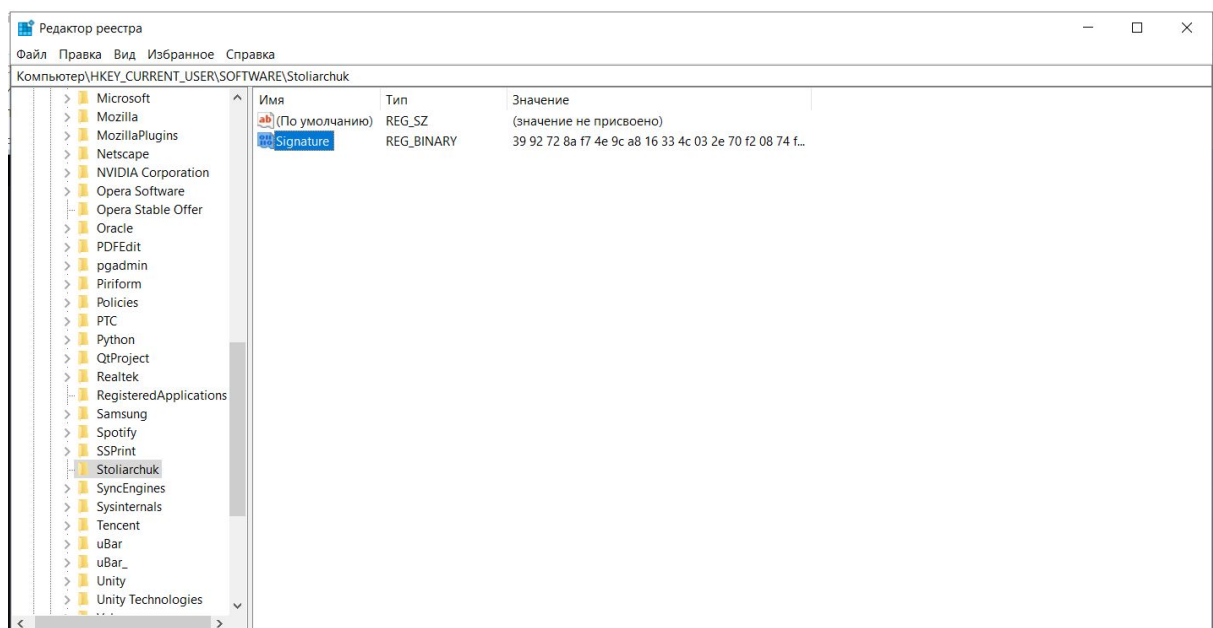 Редактор реестра
Файл Правка Вид Избранное Справка
Компьютер\HKEY_CURRENT_USER\SOFTWARE\Stoliarchuk
Microsoft
Mozilla
MozillaPlugins
Netscape
NVIDIA Corporation
Opera Software
Opera Stable Offer
Oracle
PDFEdit
pgadmin
Piriform
Policies
PTC
Python
QtProject
Realtek
RegisteredApplications
Samsung
Spotify
SSPrint
Stoliarchuk
SyncEngines
Sysinternals
Tencent
uBar
uBar_
Unity
Unity Technologies
Имя Тип Значение
(По умолчанию) REG_SZ (значение не присвоено)
Signature REG_BINARY 39 92 72 8a f7 4e 9c a8 16 33 4c 03 2e 70 f2 08 74 f...